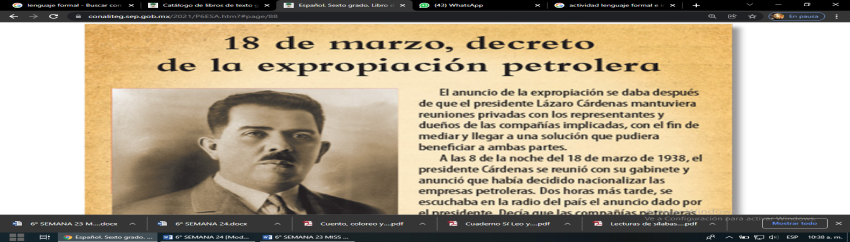 lenguaje formal - Buscar con
Catálogo de libros de texto g
Español. Sexto grado. Libro d
(43) WhatsApp
actividad lenguaje formal e
conaliteg.sep.gob.mx/2021/P6ESA.htm?#page/88
En pausa
18 de marzo, decreto
de la expropiación petrolera
El anuncio de la expropiación se daba después
de que el presidente Lázaro Cárdenas mantuviera
reuniones privadas con los representantes y
dueños de las compañías implicadas, con el fin de
mediar y llegar a una solución que pudiera
beneficiar a ambas partes.
A las 8 de la noche del 18 de marzo de 1938, el
presidente Cárdenas se reunió con su gabinete y
anunció que había decidido nacionalizar las
empresas petroleras. Dos horas más tarde, se
escuchaba en la radio del país el anuncio dado por
el presidente. Decía que las compañías petroleras
Ve a Configuración para activar Windows.
6° SEMANA 23 M....docx
6° SEMANA 24.docx
Cuento, coloreo y....pdf
Cuaderno SI Leo y....pdf
Lecturas de sílabas....pdf
Mostrar todo
Español. Sexto grado. ...
6° SEMANA 24 [Mod...
6° SEMANA 23 MISS ...
ESP
10:38 a. m.